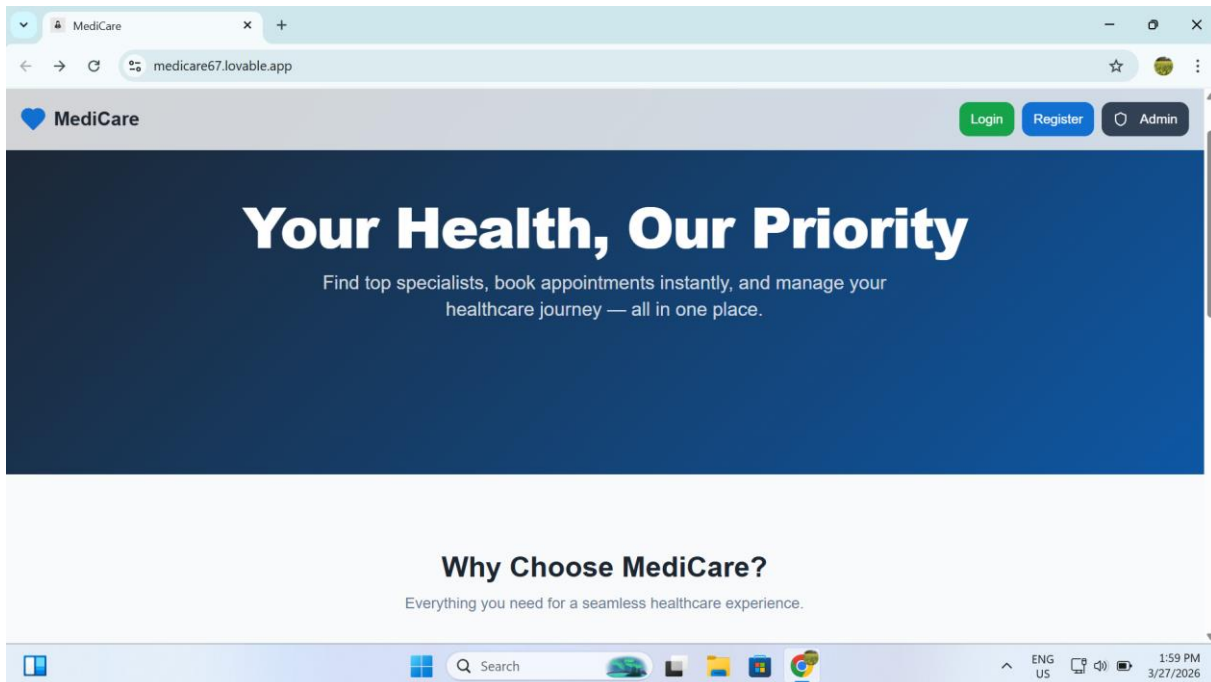 MediCare
medicare67.lovable.app
MediCare
Login
Register
Admin
Your Health, Our Priority
Find top specialists, book appointments instantly, and manage your
healthcare journey — all in one place.
Why Choose MediCare?
Everything you need for a seamless healthcare experience.
Search
ENG
US
1:59 PM
3/27/2026